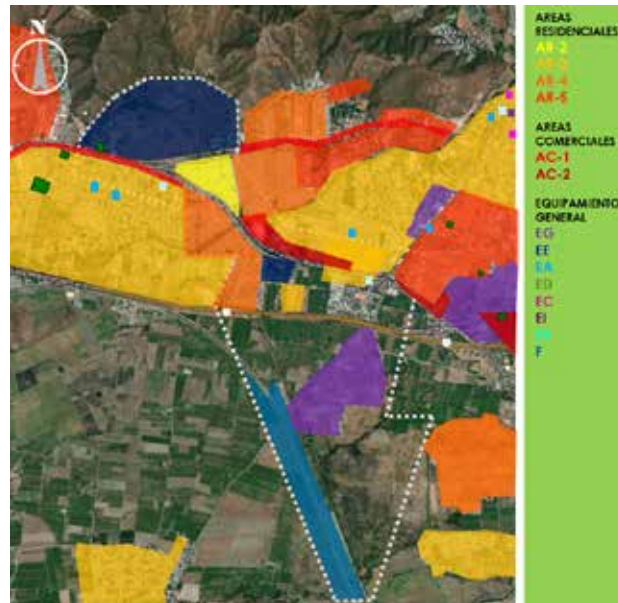 N
AREAS
RESIDENCIALES
AR-2
AR-3
AR-4
AR-5
AREAS
COMERCIALES
AC-1
AC-2
EQUIPAMIENTO
GENERAL
EG
EE
EA
ED
EC
EI
F